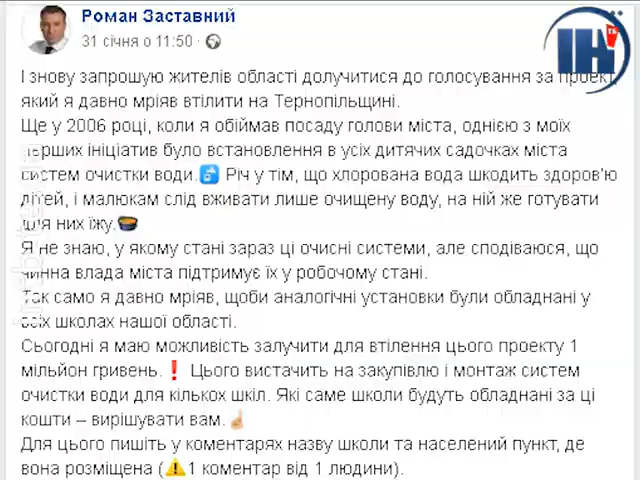 Роман Заставний
31 січня о 11:50 ·
ІНТБ
І знову запрошую жителів області долучитися до голосування за проект,
який я давно мріяв втілити на Тернопільщині.
Ще у 2006 році, коли я обіймав посаду голови міста, однією з моїх
перших ініціатив було встановлення в усіх дитячих садочках міста
систем очистки води.🚰 Річ у тім, що хлорована вода шкодить здоров'ю
дітей, і малюкам слід вживати лише очищену воду, на ній же готувати
для них їжу.🍲
Я не знаю, у якому стані зараз ці очисні системи, але сподіваюся, що
чинна влада міста підтримує їх у робочому стані.
Так само я давно мріяв, щоби аналогічні установки були обладнані у
всіх школах нашої області.
Сьогодні я маю можливість залучити для втілення цього проекту 1
мільйон гривень.❗ Цього вистачить на закупівлю і монтаж систем
очистки води для кількох шкіл. Які саме школи будуть обладнані за ці
кошти – вирішувати вам.☝
Для цього пишіть у коментарях назву школи та населений пункт, де
вона розміщена (⚠1 коментар від 1 людини).